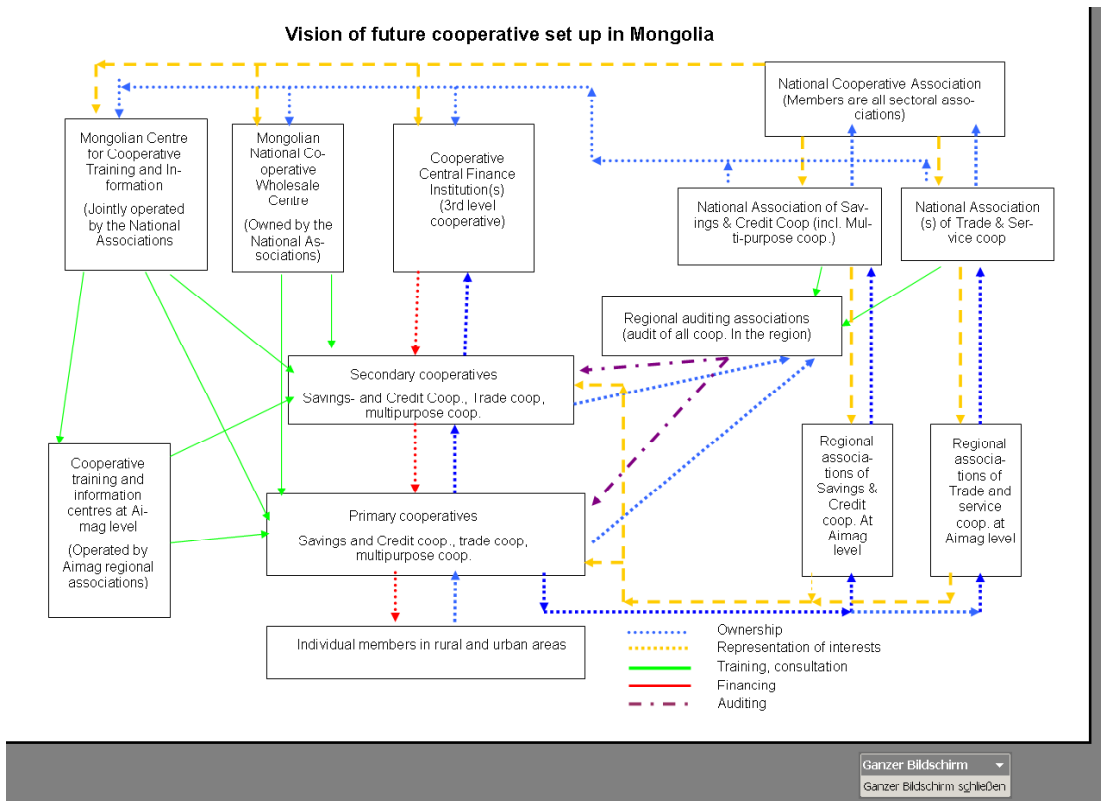 Vision of future cooperative set up in Mongolia
National Cooperative Association
(Members are all sectoral asso-
ciations)
Mongolian Centre
for Cooperative
Training and In-
formation
(Jointly operated
by the National
Associations
Mongolian
National Co-
operative
Wholesale
Centre
(Owned by the
National As-
sociations)
Cooperative
Central Finance
Institution(s)
(3rd level
cooperative)
National Association of Sav-
ings & Credit Coop (incl. Mul-
ti-purpose coop.)
National Association
(s) of Trade & Ser-
vice coop
Regional auditing associations
(audit of all coop. In the region)
Secondary cooperatives
Savings- and Credit Coop., Trade coop,
multipurpose coop.
Cooperative
training and
information
centres at Ai-
mag level
(Operated by
Aimag regional
associations)
Primary cooperatives
Savings and Credit coop., trade coop,
multipurpose coop.
Regional
associa-
tions of
Savings &
Credit
coop. At
Aimag
level
Regional
associa-
tions of
Trade and
service
coop. at
Aimag level
Individual members in rural and urban areas
Ownership
Representation of interests
Training, consultation
Financing
Auditing
Ganzer Bildschirm
Ganzer Bildschirm schließen